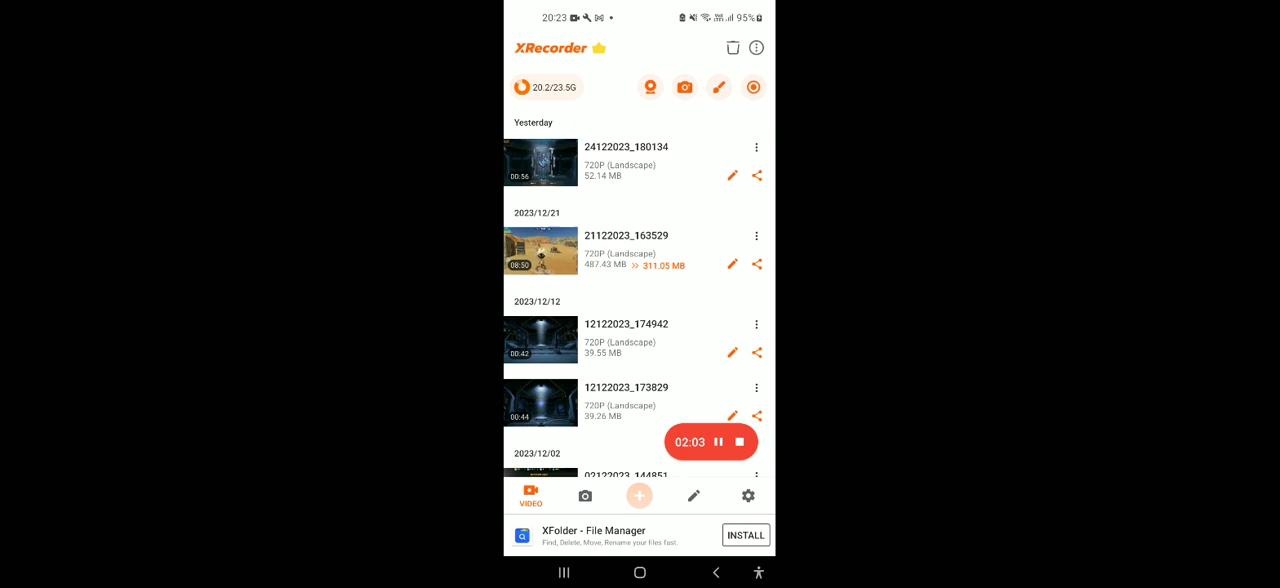 20:23
95%
XRecorder
20.2/23.5G
Yesterday
24122023_180134
720P (Landscape)
52.14 MB
00:56
2023/12/21
21122023_163529
720P (Landscape)
487.43 MB >> 311.05 MB
08:50
2023/12/12
12122023_174942
720P (Landscape)
39.55 MB
00:42
12122023_173829
720P (Landscape)
39.26 MB
00:44
02:03
2023/12/02
02122023_144851
VIDEO
XFolder - File Manager
Find, Delete, Move, Rename your files fast.
INSTALL